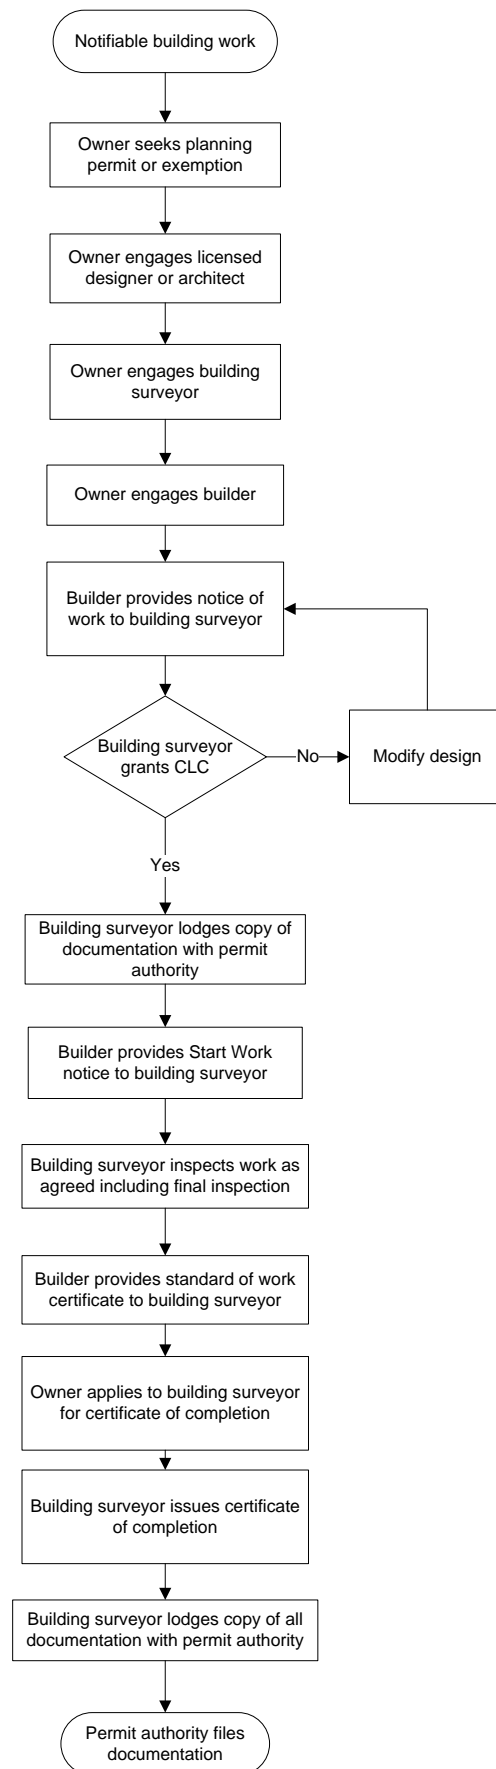 Notifiable building work
Owner seeks planning
permit or exemption
Owner engages licensed
designer or architect
Owner engages building
surveyor
Owner engages builder
Builder provides notice of
work to building surveyor
Building surveyor
grants CLC
No
Modify design
Yes
Building surveyor lodges copy of
documentation with permit
authority
Builder provides Start Work
notice to building surveyor
Building surveyor inspects work as
agreed including final inspection
Builder provides standard of work
certificate to building surveyor
Owner applies to building surveyor
for certificate of completion
Building surveyor issues certificate
of completion
Building surveyor lodges copy of all
documentation with permit authority
Permit authority files
documentation